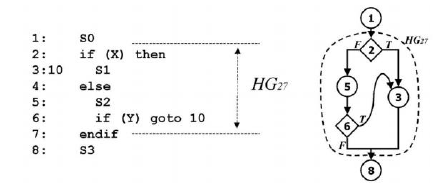 1: S0
2: if (X) then
3:10 S1
4: else
5: S2
6: if (Y) goto 10
7: endif
8: S3
HG27
1
HG27
F 2 T
5
3
6 T
F
8